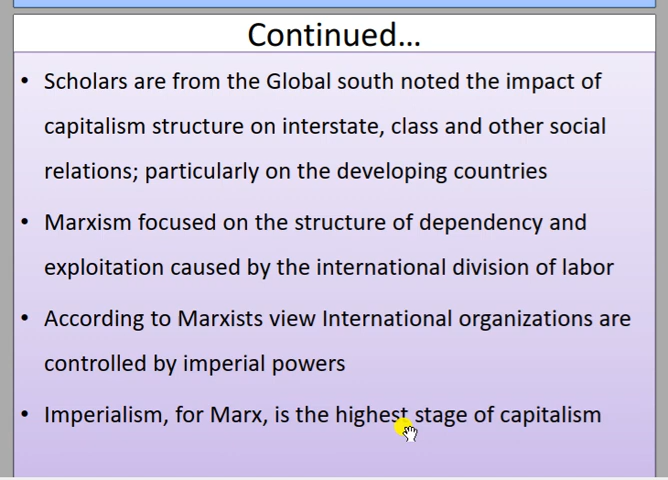 Continued...
• Scholars are from the Global south noted the impact of
capitalism structure on interstate, class and other social
relations; particularly on the developing countries
• Marxism focused on the structure of dependency and
exploitation caused by the international division of labor
• According to Marxists view International organizations are
controlled by imperial powers
• Imperialism, for Marx, is the highest stage of capitalism